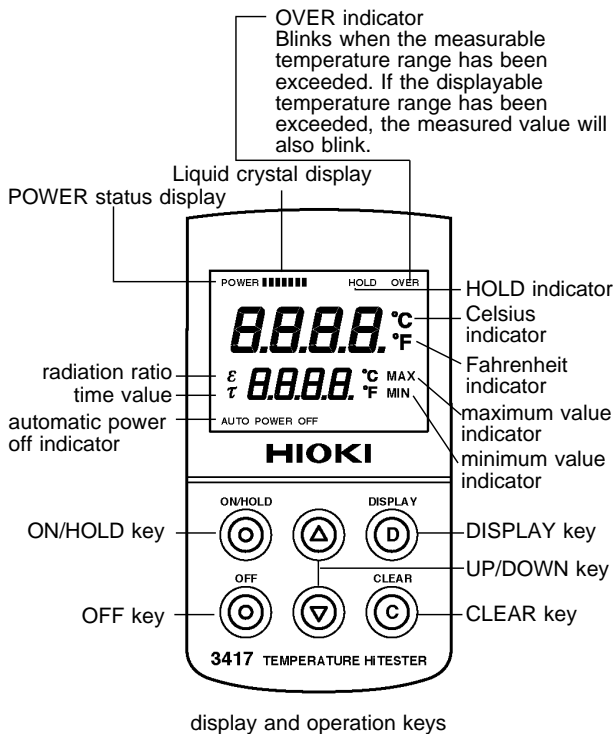 OVER indicator
Blinks when the measurable
temperature range has been
exceeded. If the displayable
temperature range has been
exceeded, the measured value will
also blink.
Liquid crystal display
POWER status display
POWER HOLD OVER
HOLD indicator
8.8.8.8. °C
Celsius
indicator
°F
Fahrenheit
indicator
radiation ratio
ε 8.8.8.8. °C MAX
time value
τ °F MIN
maximum value
indicator
automatic power
off indicator
AUTO POWER OFF
minimum value
indicator
HIOKI
ON/HOLD DISPLAY
ON/HOLD key
D
DISPLAY key
UP/DOWN key
OFF CLEAR
OFF key
C
CLEAR key
3417 TEMPERATURE HiTESTER
display and operation keys